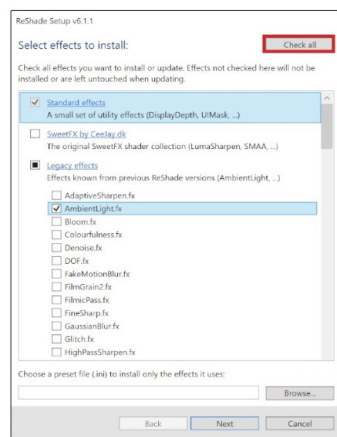 ReShade Setup v6.1.1
Select effects to install:
Check all
Check all effects you want to install or update. Effects not checked here will not be
installed or are left untouched when updating.
Standard effects
A small set of utility effects (DisplayDepth, UIMask, ...)
SweetFX by CeeJay.dk
The original SweetFX shader collection (LumaSharpen, SMAA, ...)
Legacy effects
Effects known from previous ReShade versions (AmbientLight, ...)
AdaptiveSharpen.fx
AmbientLight.fx
Bloom.fx
Colourfulness.fx
Denoise.fx
DOF.fx
FakeMotionBlur.fx
FilmGrain2.fx
FilmicPass.fx
FineSharp.fx
GaussianBlur.fx
Glitch.fx
HighPassSharpen.fx
Choose a preset file (.ini) to install only the effects it uses:
Browse...
Back
Next
Cancel